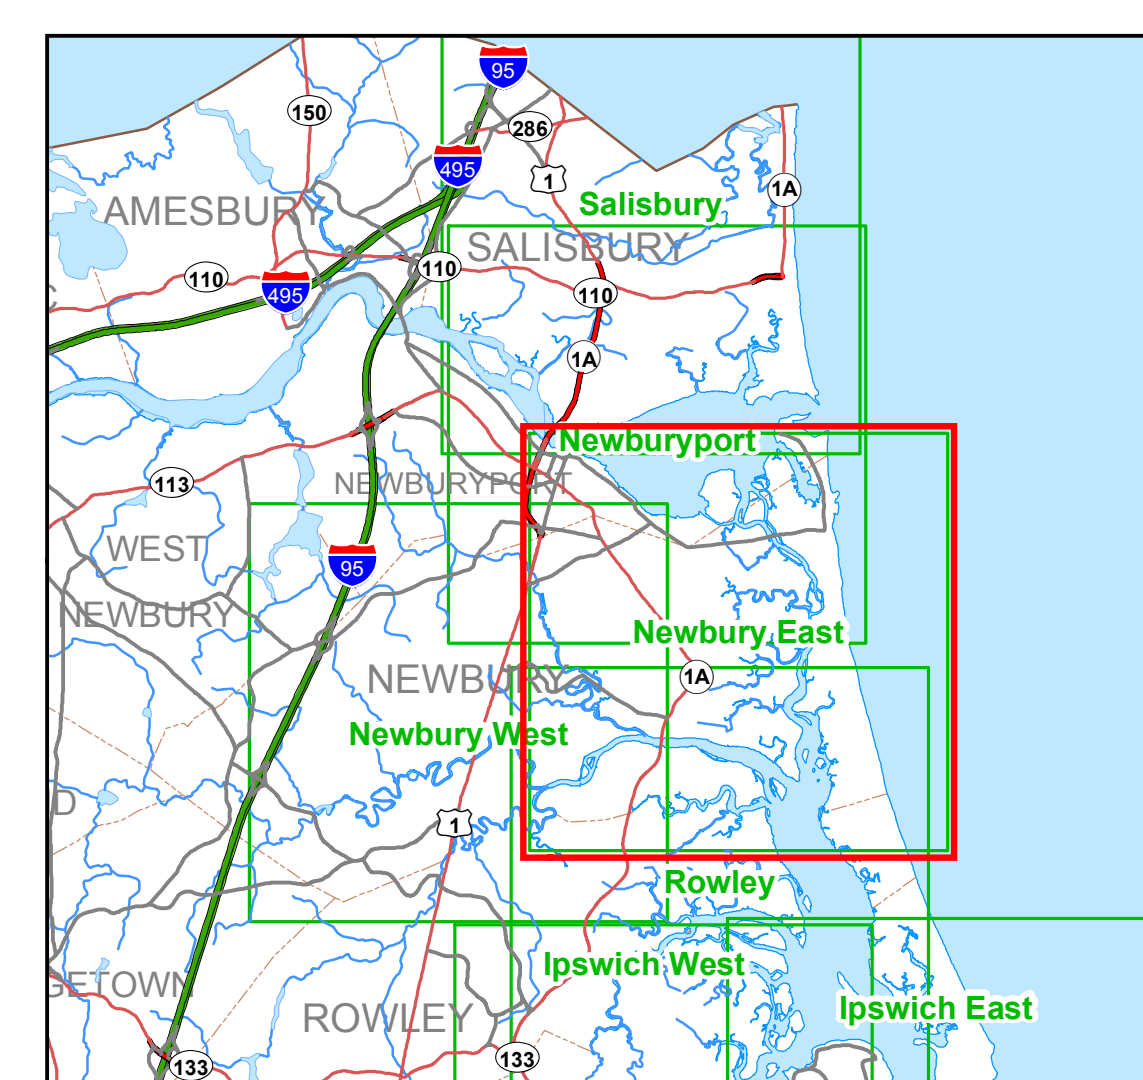 95
150
286
495
1
1A
AMESBURY
Salisbury
SALISBURY
110
110
495
110
1A
Newburyport
113
NEWBURYPORT
WEST
95
NEWBURY
Newbury East
NEWBURY
1A
Newbury West
D
1
Rowley
Ipswich West
GETOWN
Ipswich East
ROWLEY
133
133